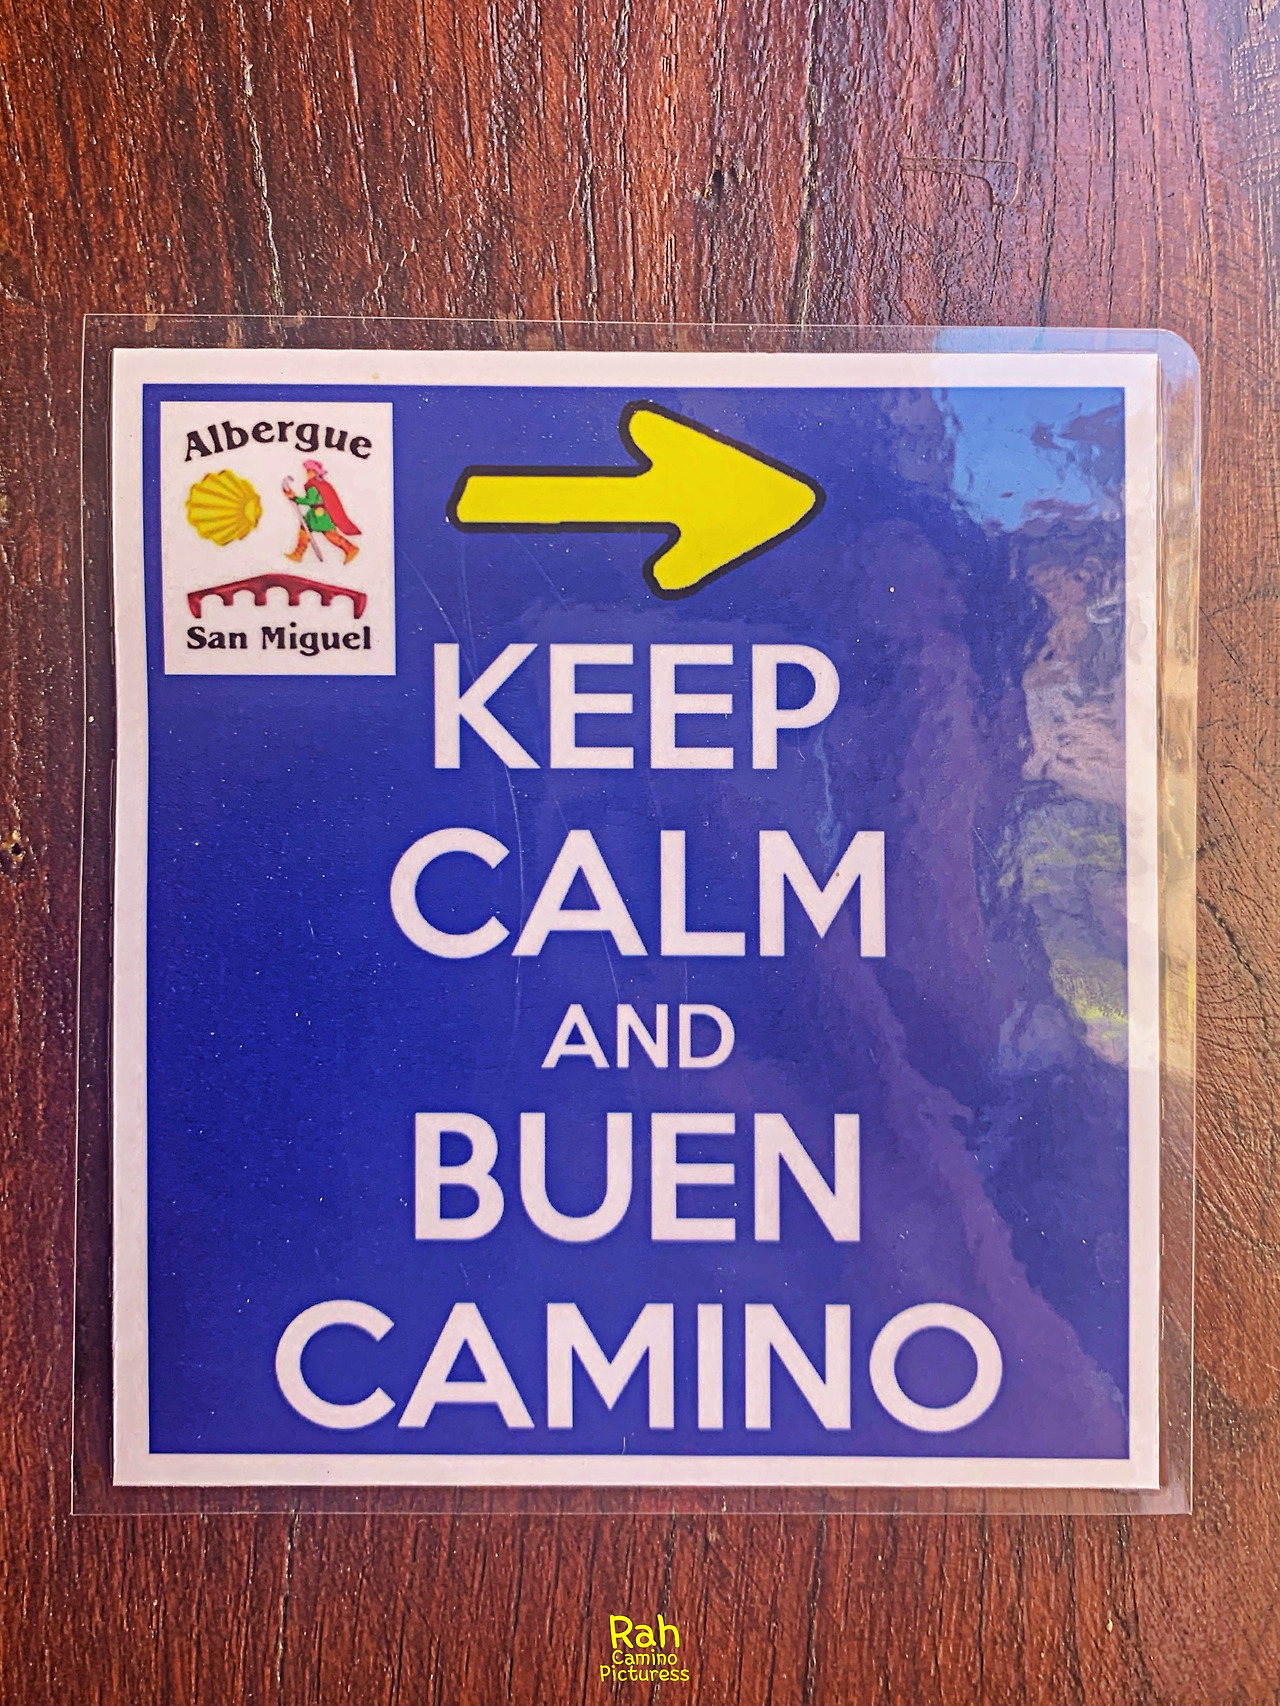 Albergue
San Miguel
KEEP
CALM
AND
BUEN
CAMINO
Rah
Camino
Picturess